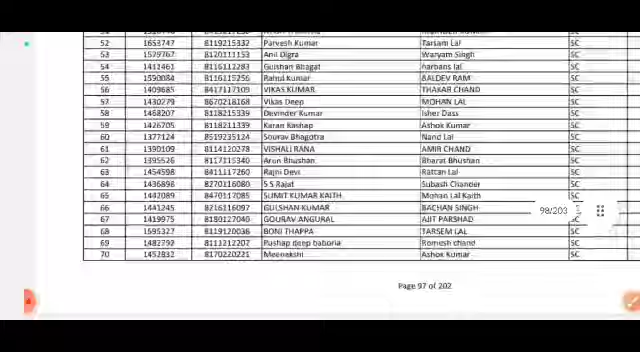 52 1653747 8119215332 Parvesh Kumar Tarsam Lal SC
53 1579767 8120111153 Anil Digra Waryam Singh SC
54 1411461 8116112283 Gulshan Bhagat harbans lal SC
55 1590084 8116115256 Rahul Kumar BALDEV RAM SC
56 1409685 8417117109 VIKAS KUMAR THAKAR CHAND SC
57 1430779 8670218168 Vikas Deep MOHAN LAL SC
58 1468207 8118215339 Devinder Kumar Isher Dass SC
59 1426705 8118211339 Karan Kashap Ashok Kumar SC
60 1377124 8519235124 Sourav Bhagotra Nand Lal SC
61 1390109 8114120278 VISHALI RANA AMIR CHAND SC
62 1395526 8117115340 Arun Bhushan Bharat Bhushan SC
63 1454598 8411117260 Rajni Devi Rattan Lal SC
64 1436898 8270116080 S S Rajat Subash Chander SC
65 1442089 8470117085 SUMIT KUMAR KAITH Mohan Lal Kaith SC
66 1441245 8216116097 GULSHAN KUMAR BACHAN SINGH
98/203
67 1419975 8180127040 GOURAV ANGURAL AJIT PARSHAD
68 1595327 8119120036 BONI THAPPA TARSEM LAL SC
69 1482792 8111212207 Pushap deep baboria Romesh chand SC
70 1452832 8170220221 Meenakshi Ashok Kumar SC
Page 97 of 202